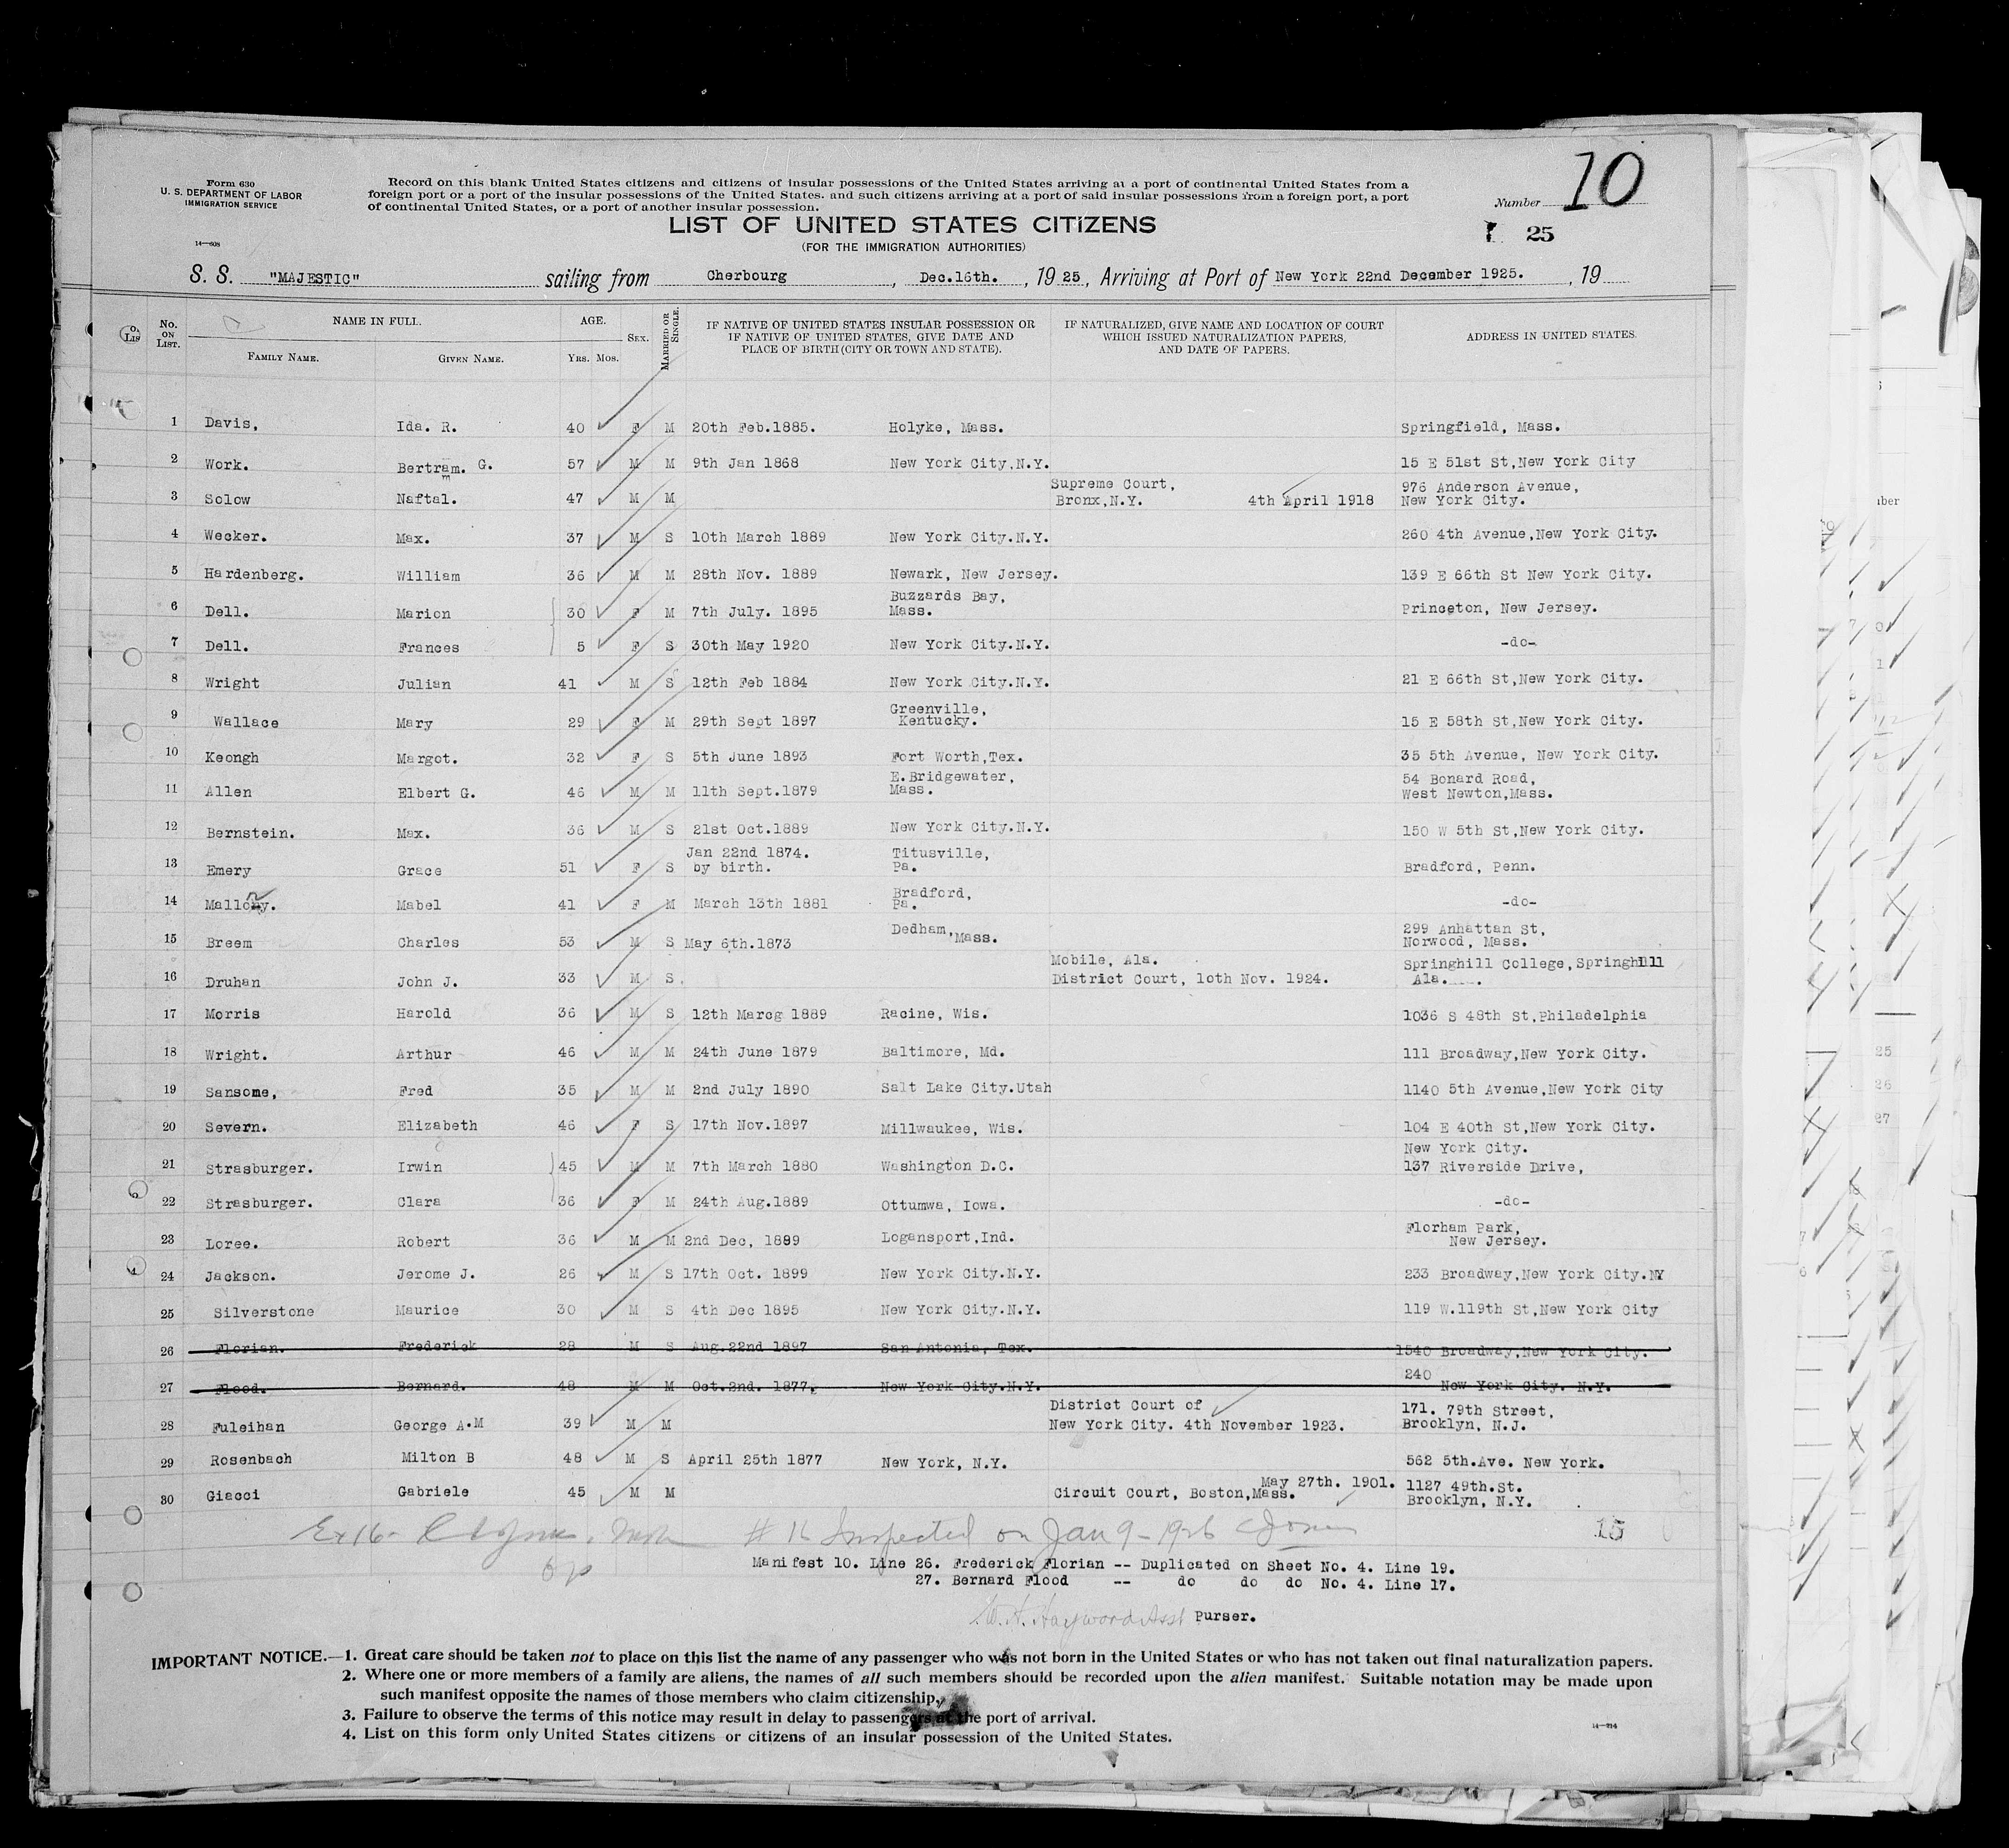 Form 630
U. S. DEPARTMENT OF LABOR
IMMIGRATION SERVICE
14—608
Record on this blank United States citizens and citizens of insular possessions of the United States arriving at a port of continental United States from a
foreign port or a port of the insular possessions of the United States. and such citizens arriving at a port of said insular possessions from a foreign port, a port
of continental United States, or a port of another insular possession.
Number 10
25
LIST OF UNITED STATES CITIZENS
(FOR THE IMMIGRATION AUTHORITIES)
S. S. "MAJESTIC" sailing from Cherbourg, Dec.16th., 1925, Arriving at Port of New York 22nd December 1925., 19
No. ON LIST. NAME IN FULL. FAMILY NAME. GIVEN NAME. AGE. YRS. MOS. SEX. MARRIED OR SINGLE. IF NATIVE OF UNITED STATES INSULAR POSSESSION OR IF NATIVE OF UNITED STATES, GIVE DATE AND PLACE OF BIRTH (CITY OR TOWN AND STATE). IF NATURALIZED, GIVE NAME AND LOCATION OF COURT WHICH ISSUED NATURALIZATION PAPERS, AND DATE OF PAPERS. ADDRESS IN UNITED STATES.
1 Davis, Ida. R. 40 F M 20th Feb.1885. Holyke, Mass. Springfield, Mass.
2 Work. Bertram. G. 57 M M 9th Jan 1868 New York City,N.Y. 15 E 51st St,New York City
3 Solow Naftal. 47 M M Supreme Court, Bronx,N.Y. 4th April 1918 976 Anderson Avenue, New York City.
4 Wecker. Max. 37 M S 10th March 1889 New York City.N.Y. 260 4th Avenue,New York City.
5 Hardenberg. William 36 M M 28th Nov. 1889 Newark, New Jersey. 139 E 66th St New York City.
6 Dell. Marion 30 F M 7th July. 1895 Buzzards Bay, Mass. Princeton, New Jersey.
7 Dell. Frances 5 F S 30th May 1920 New York City.N.Y. -do-
8 Wright Julian 41 M S 12th Feb 1884 New York City.N.Y. 21 E 66th St,New York City.
9 Wallace Mary 29 F M 29th Sept 1897 Greenville, Kentucky. 15 E 58th St,New York City.
10 Keongh Margot. 32 F S 5th June 1893 Fort Worth,Tex. 35 5th Avenue, New York City.
11 Allen Elbert G. 46 M M 11th Sept.1879 E.Bridgewater, Mass. 54 Bonard Road, West Newton,Mass.
12 Bernstein. Max. 36 M S 21st Oct.1889 New York City.N.Y. 150 W 5th St,New York City.
13 Emery Grace 51 F S Jan 22nd 1874. by birth. Titusville, Pa. Bradford, Penn.
14 Mallony. Mabel 41 F M March 13th 1881 Bradford, Pa. -do-
15 Breem Charles 53 M S May 6th.1873 Dedham, Mass. 299 Anhattan St, Norwood, Mass.
16 Druhan John J. 33 M S. Mobile, Ala. District Court, 10th Nov. 1924. Springhill College,Springhill Ala.
17 Morris Harold 36 M S 12th Marcg 1889 Racine, Wis. 1036 S 48th St,Philadelphia
18 Wright. Arthur 46 M M 24th June 1879 Baltimore, Md. 111 Broadway,New York City.
19 Sansome, Fred 35 M M 2nd July 1890 Salt Lake City.Utah 1140 5th Avenue,New York City
20 Severn. Elizabeth 46 F S 17th Nov.1897 Millwaukee, Wis. 104 E 40th St,New York City.
21 Strasburger. Irwin 45 M M 7th March 1880 Washington D.C. New York City. 137 Riverside Drive,
22 Strasburger. Clara 36 F M 24th Aug.1889 Ottumwa, Iowa. -do-
23 Loree. Robert 36 M M 2nd Dec, 1889 Logansport,Ind. Florham Park, New Jersey.
24 Jackson. Jerome J. 26 M S 17th Oct. 1899 New York City.N.Y. 233 Broadway,New York City.NY
25 Silverstone Maurice 30 M S 4th Dec 1895 New York City.N.Y. 119 W.119th St,New York City
26 Florian. Frederick 28 M S Aug.22nd 1897 San Antonia, Tex. 1540 Broadway,New York City.
27 Flood. Bernard. 48 M M Oct.2nd. 1877, New York City.N.Y. 240 New York City. N.Y.
28 Fuleihan George A.M 39 M M District Court of New York City. 4th November 1923. 171. 79th Street, Brooklyn, N.J.
29 Rosenbach Milton B 48 M S April 25th 1877 New York, N.Y. 562 5th.Ave. New York.
30 Giacci Gabriele 45 M M Circuit Court, Boston,Mass. May 27th. 1901. 1127 49th.St. Brooklyn, N.Y.
# 16 Inspected on Jan 9-1926
15
Manifest 10. Line 26. Frederick Florian -- Duplicated on Sheet No. 4. Line 19.
27. Bernard Flood -- do do do No. 4. Line 17.
W. H. Hayword Asst Purser.
IMPORTANT NOTICE.—1. Great care should be taken not to place on this list the name of any passenger who was not born in the United States or who has not taken out final naturalization papers.
2. Where one or more members of a family are aliens, the names of all such members should be recorded upon the alien manifest. Suitable notation may be made upon
such manifest opposite the names of those members who claim citizenship.
3. Failure to observe the terms of this notice may result in delay to passengers at the port of arrival.
4. List on this form only United States citizens or citizens of an insular possession of the United States.
14—214